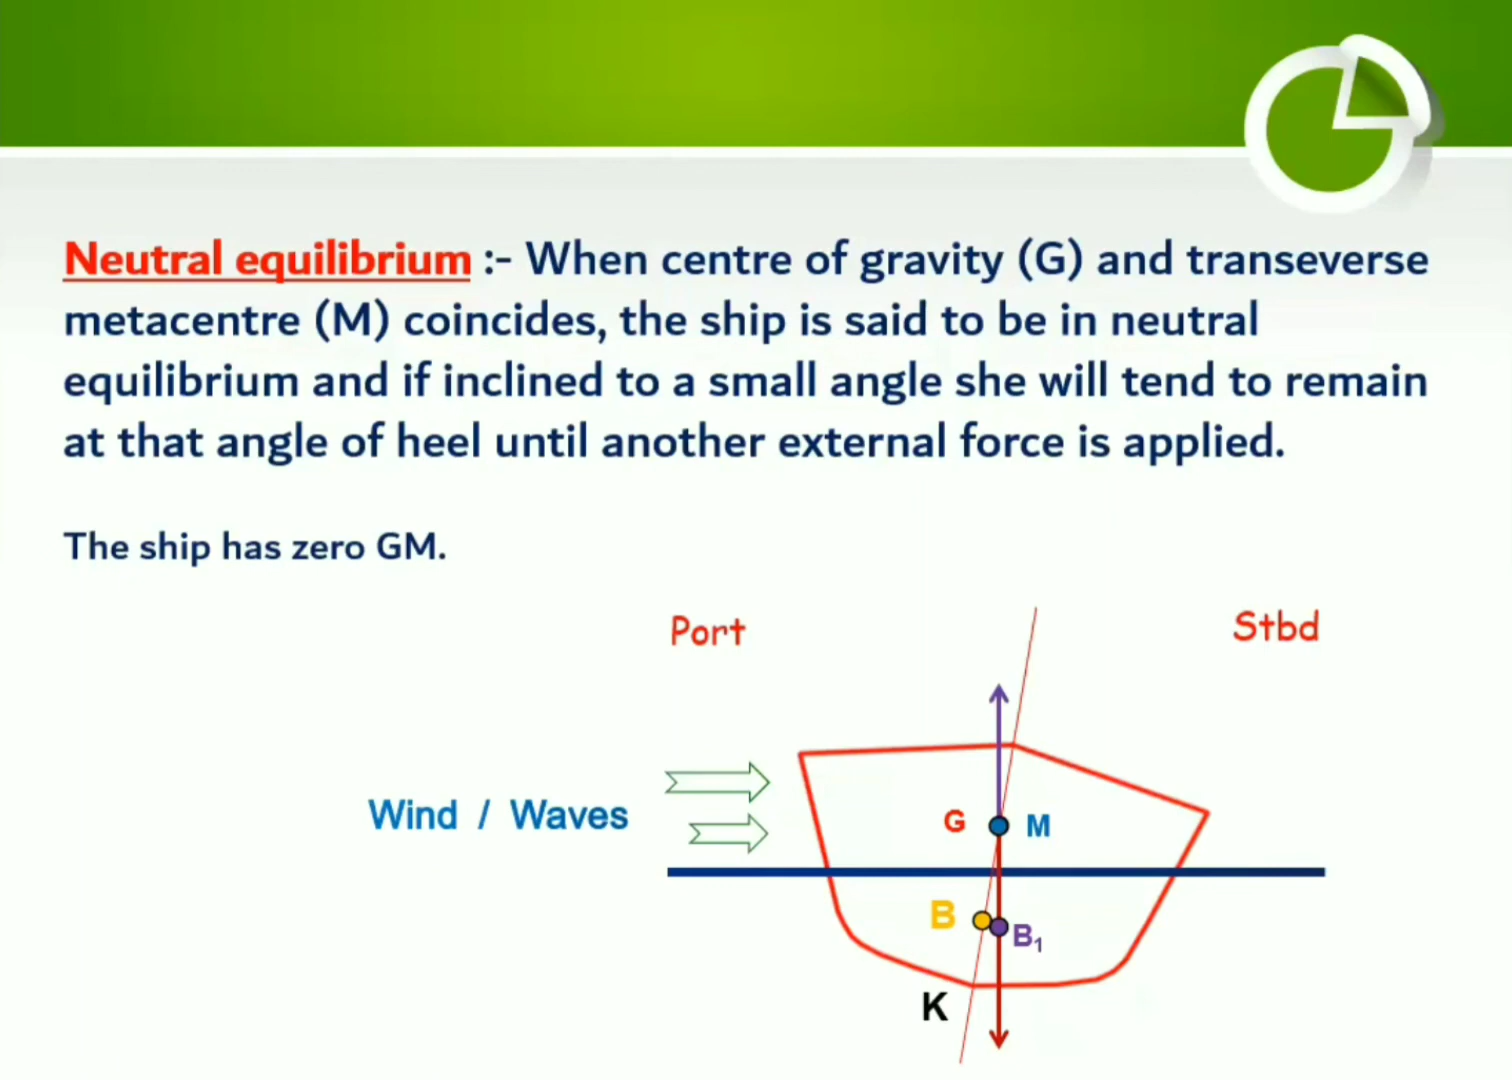 Neutral equilibrium :- When centre of gravity (G) and transeverse
metacentre (M) coincides, the ship is said to be in neutral
equilibrium and if inclined to a small angle she will tend to remain
at that angle of heel until another external force is applied.
The ship has zero GM.
Port
Stbd
Wind / Waves
G
M
B
B₁
K